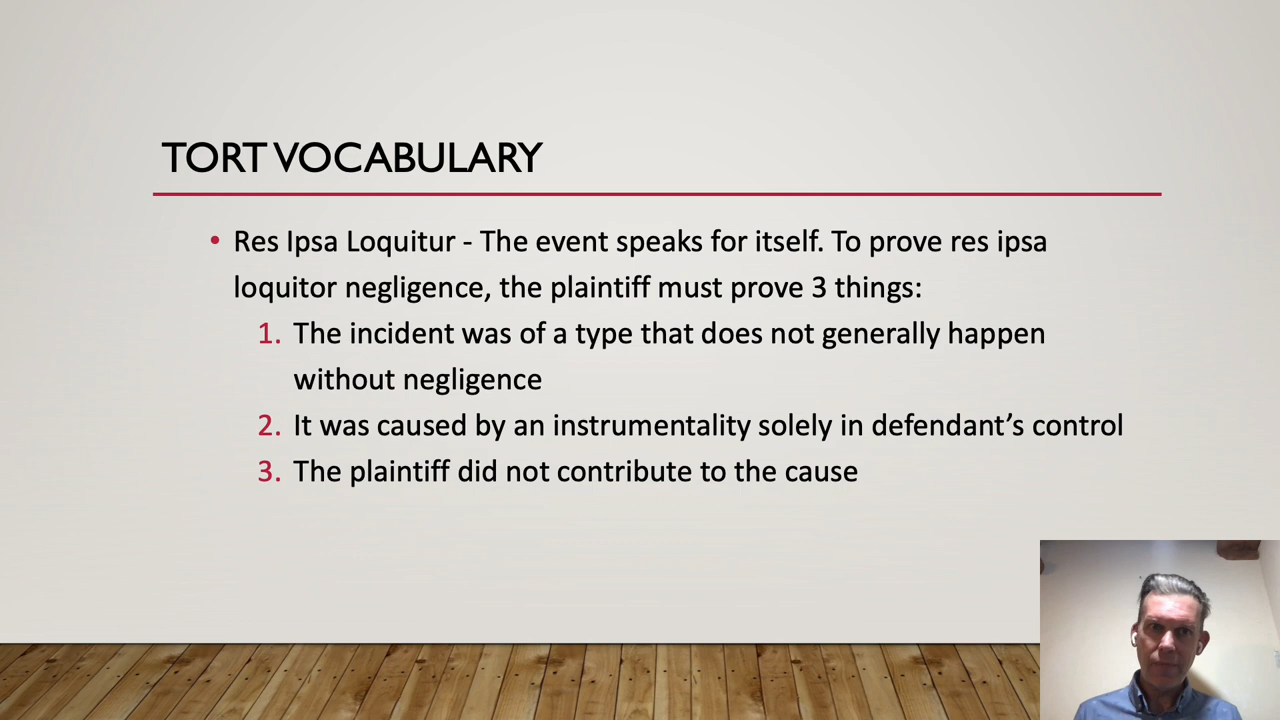 TORT VOCABULARY
• Res Ipsa Loquitur - The event speaks for itself. To prove res ipsa
loquitor negligence, the plaintiff must prove 3 things:
1. The incident was of a type that does not generally happen
without negligence
2. It was caused by an instrumentality solely in defendant’s control
3. The plaintiff did not contribute to the cause